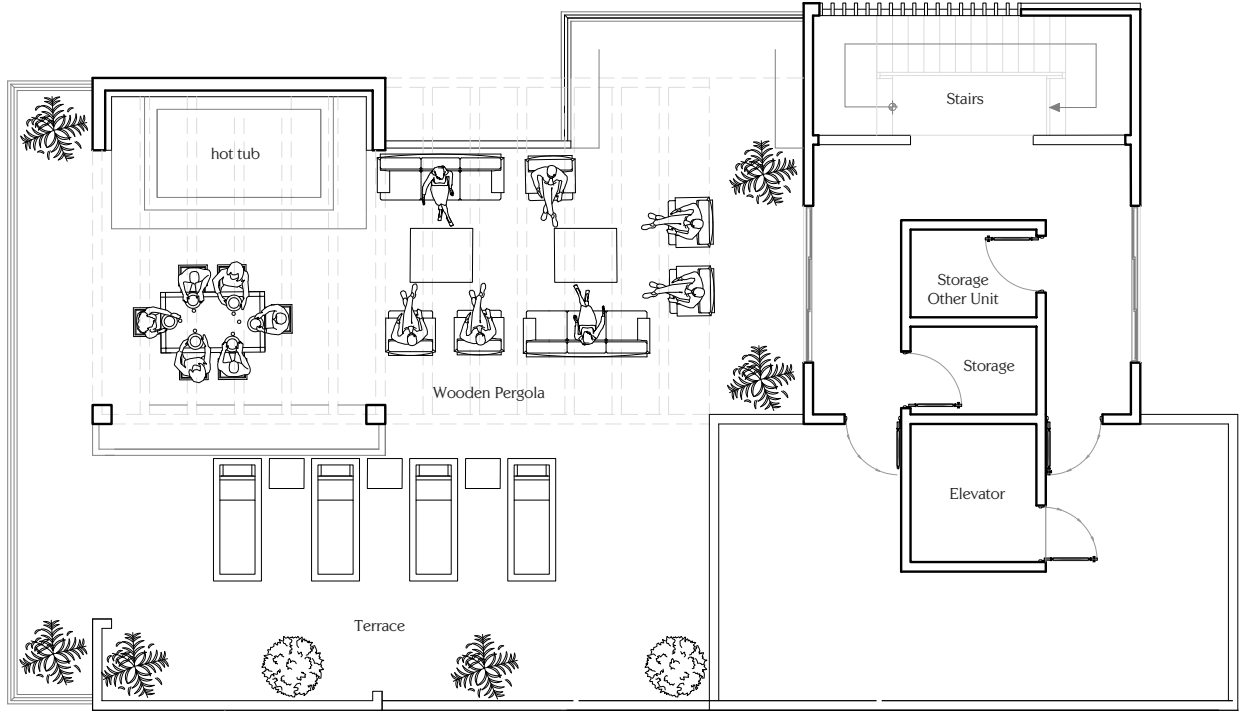 Stairs
hot tub
Storage
Other Unit
Storage
Wooden Pergola
Elevator
Terrace